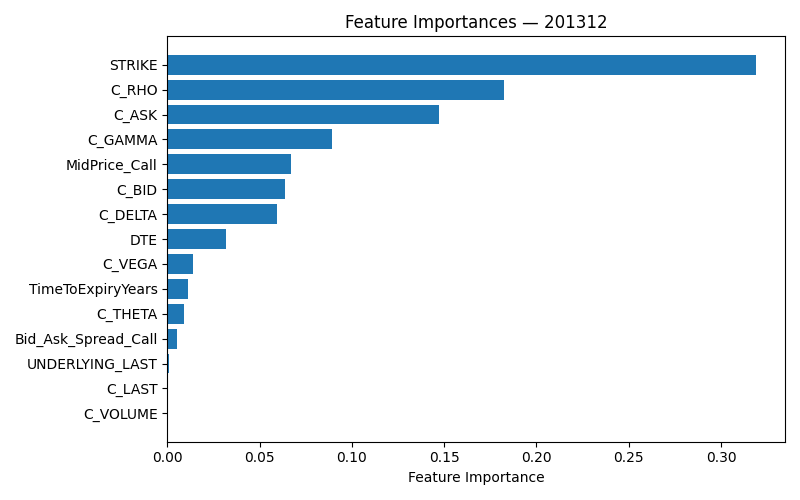 Feature Importances — 201312
STRIKE
C_RHO
C_ASK
C_GAMMA
MidPrice_Call
C_BID
C_DELTA
DTE
C_VEGA
TimeToExpiryYears
C_THETA
Bid_Ask_Spread_Call
UNDERLYING_LAST
C_LAST
C_VOLUME
0.00 0.05 0.10 0.15 0.20 0.25 0.30
Feature Importance